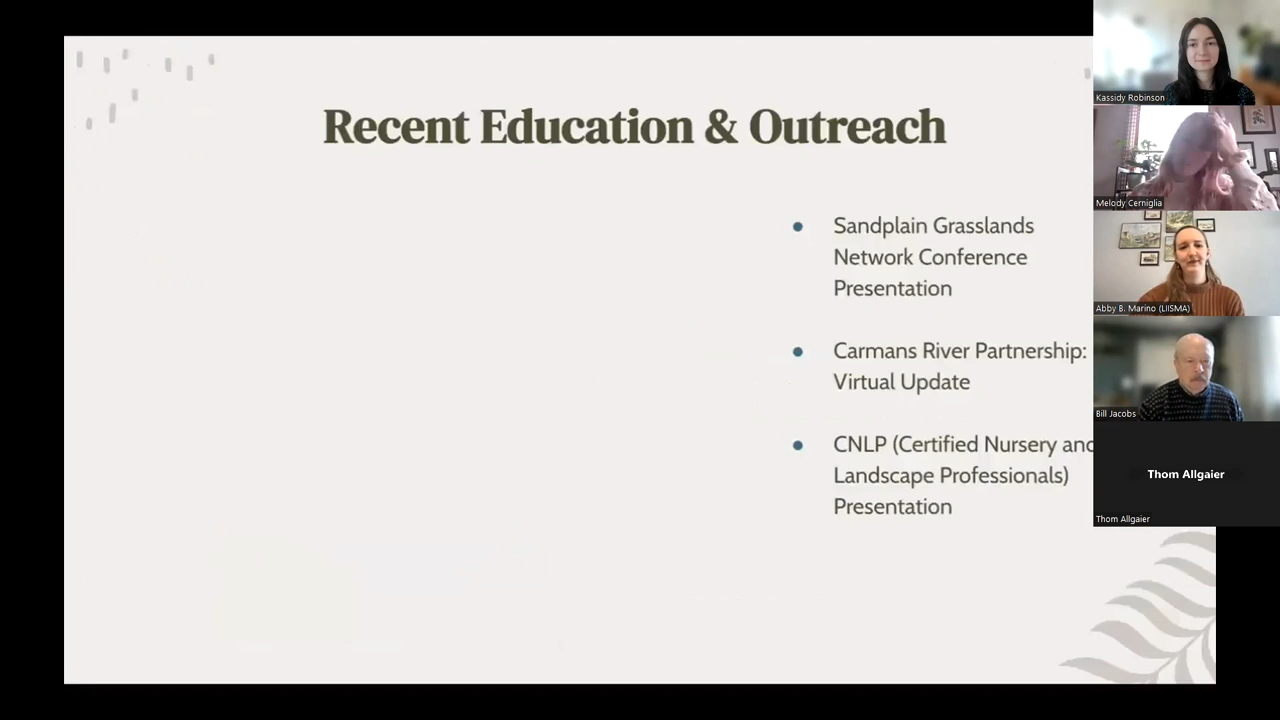 Recent Education & Outreach
Sandplain Grasslands
Network Conference
Presentation
Carmans River Partnership:
Virtual Update
CNLP (Certified Nursery and
Landscape Professionals)
Presentation
Kassidy Robinson
Melody Cerniglia
Abby B. Marino (LIISMA)
Bill Jacobs
Thom Allgaier
Thom Allgaier